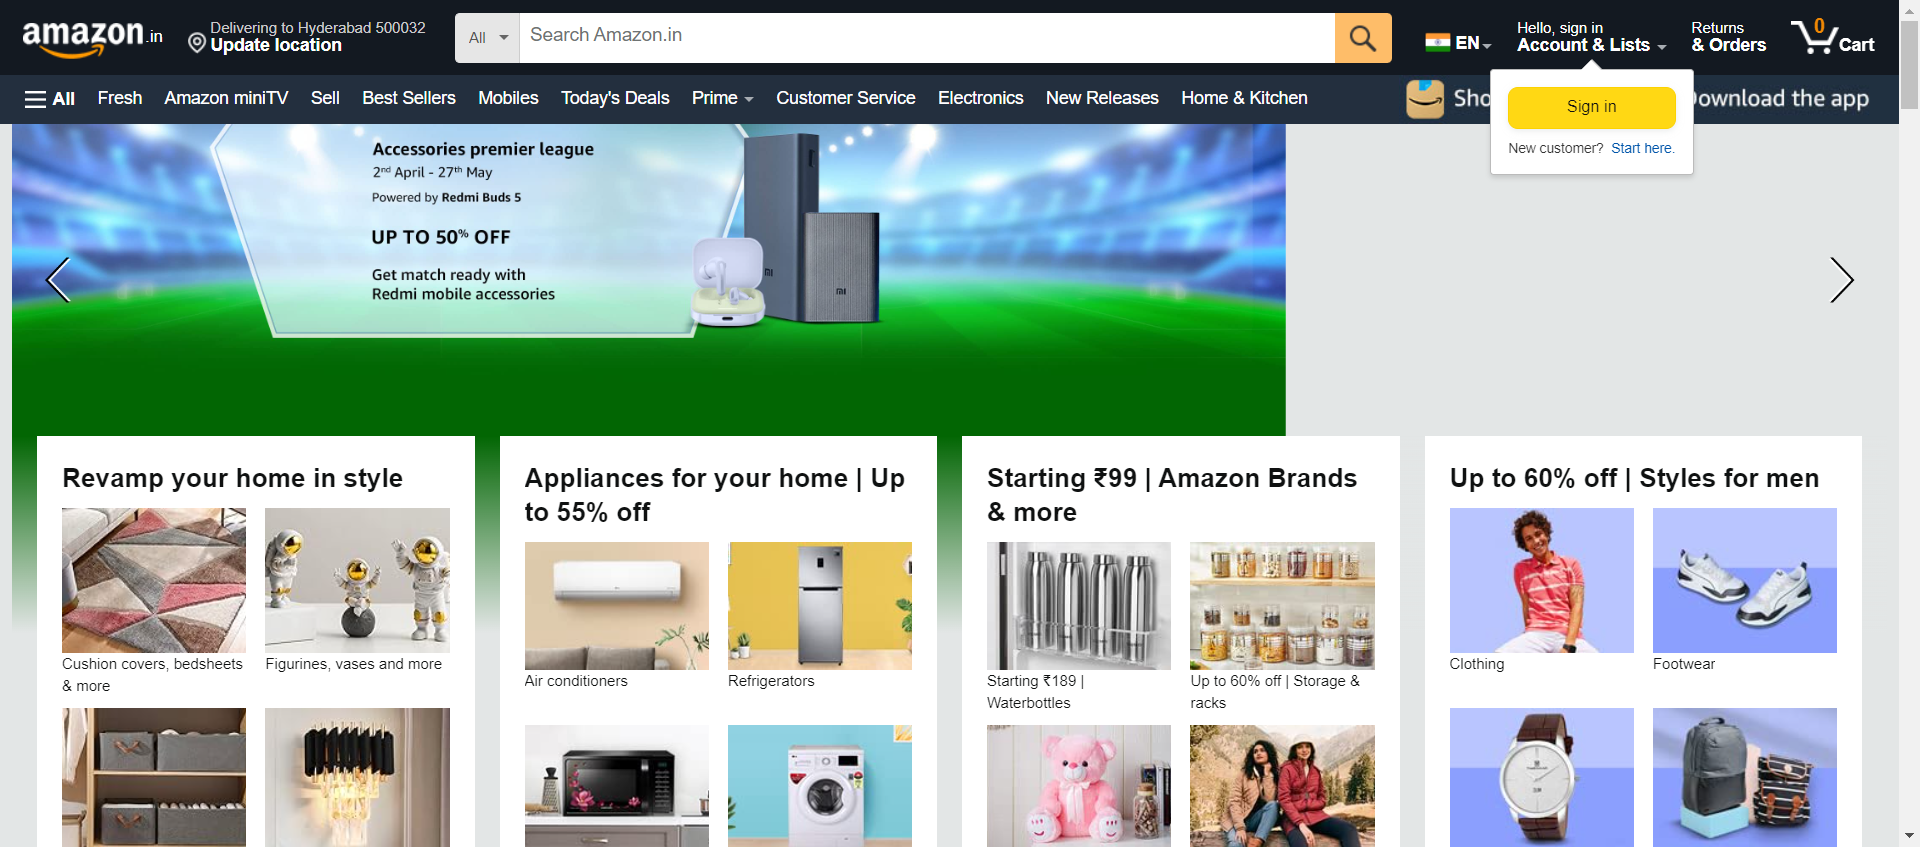 amazon.in
Delivering to Hyderabad 500032
Update location
All
Search Amazon.in
EN
Hello, sign in
Account & Lists
Returns
& Orders
0
Cart
All
Fresh
Amazon miniTV
Sell
Best Sellers
Mobiles
Today's Deals
Prime
Customer Service
Electronics
New Releases
Home & Kitchen
Sho
Download the app
Sign in
New customer? Start here.
Accessories premier league
2nd April - 27th May
Powered by Redmi Buds 5
UP TO 50% OFF
Get match ready with
Redmi mobile accessories
mi
mi
Revamp your home in style
Cushion covers, bedsheets
& more
Figurines, vases and more
Appliances for your home | Up
to 55% off
Air conditioners
Refrigerators
Starting ₹99 | Amazon Brands
& more
Starting ₹189 |
Waterbottles
Up to 60% off | Storage &
racks
Up to 60% off | Styles for men
Clothing
Footwear